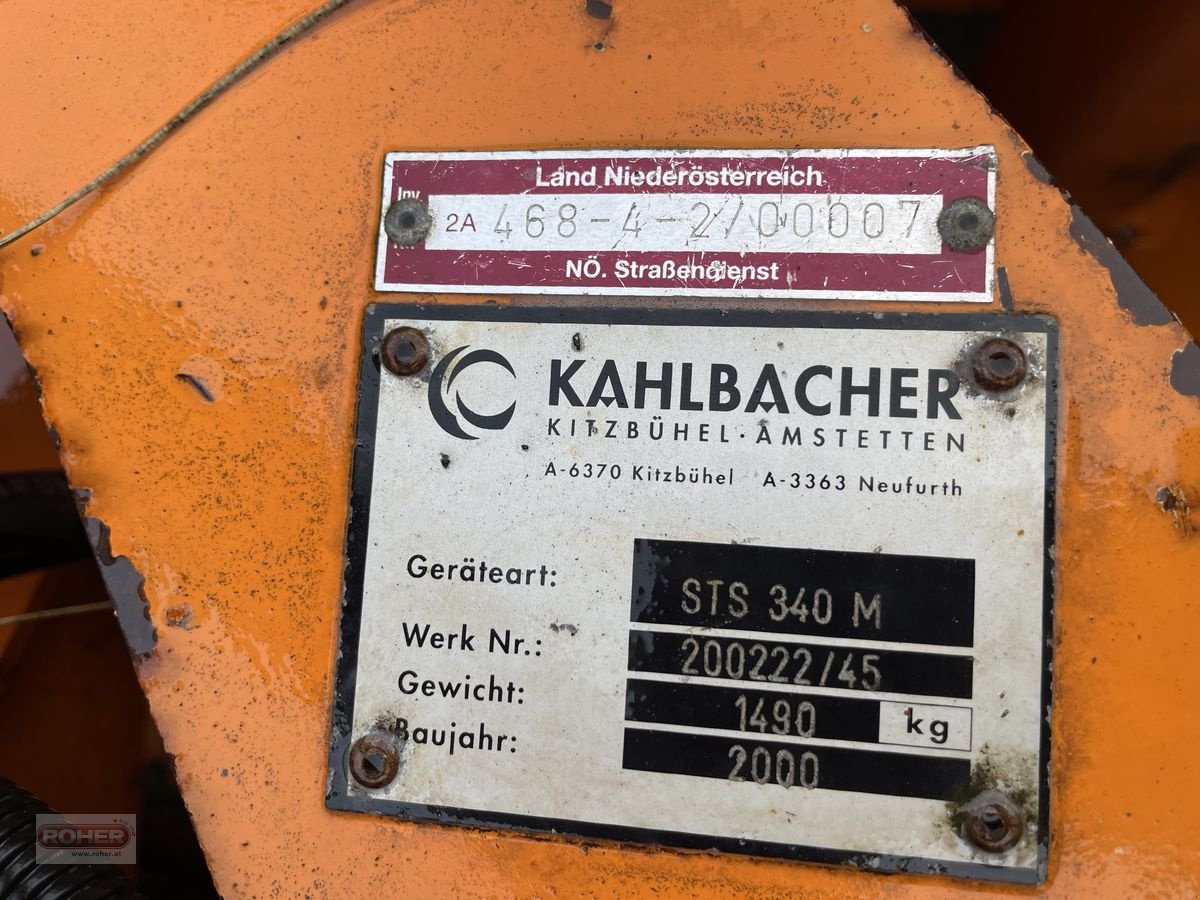 Land Niederösterreich
Inv
2A 468-4-2/00007
NÖ. Straßendienst
KAHLBACHER
KITZBÜHEL · AMSTETTEN
A-6370 Kitzbühel A-3363 Neufurth
Geräteart: STS 340 M
Werk Nr.: 200222/45
Gewicht: 1490 kg
Baujahr: 2000
ROHER
www.roher.at